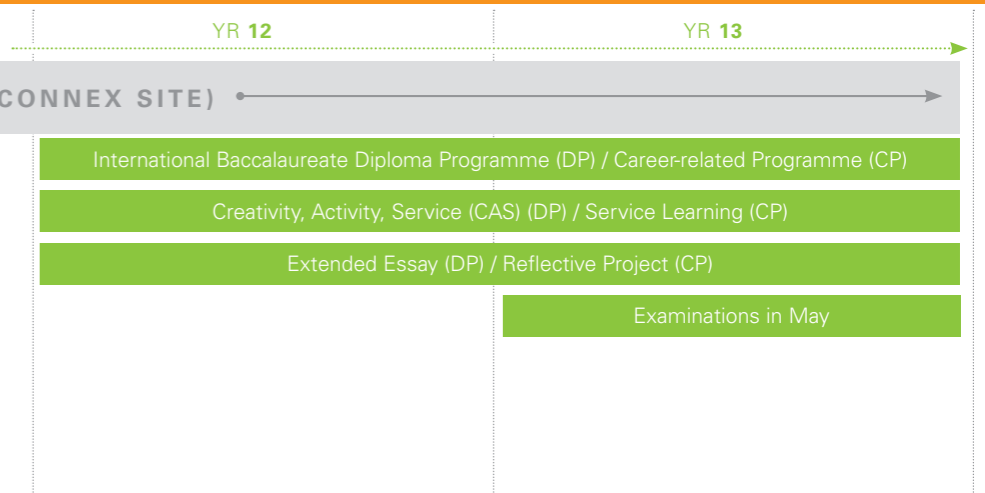 YR 12 YR 13
CONNEX SITE)
International Baccalaureate Diploma Programme (DP) / Career-related Programme (CP)
Creativity, Activity, Service (CAS) (DP) / Service Learning (CP)
Extended Essay (DP) / Reflective Project (CP)
Examinations in May